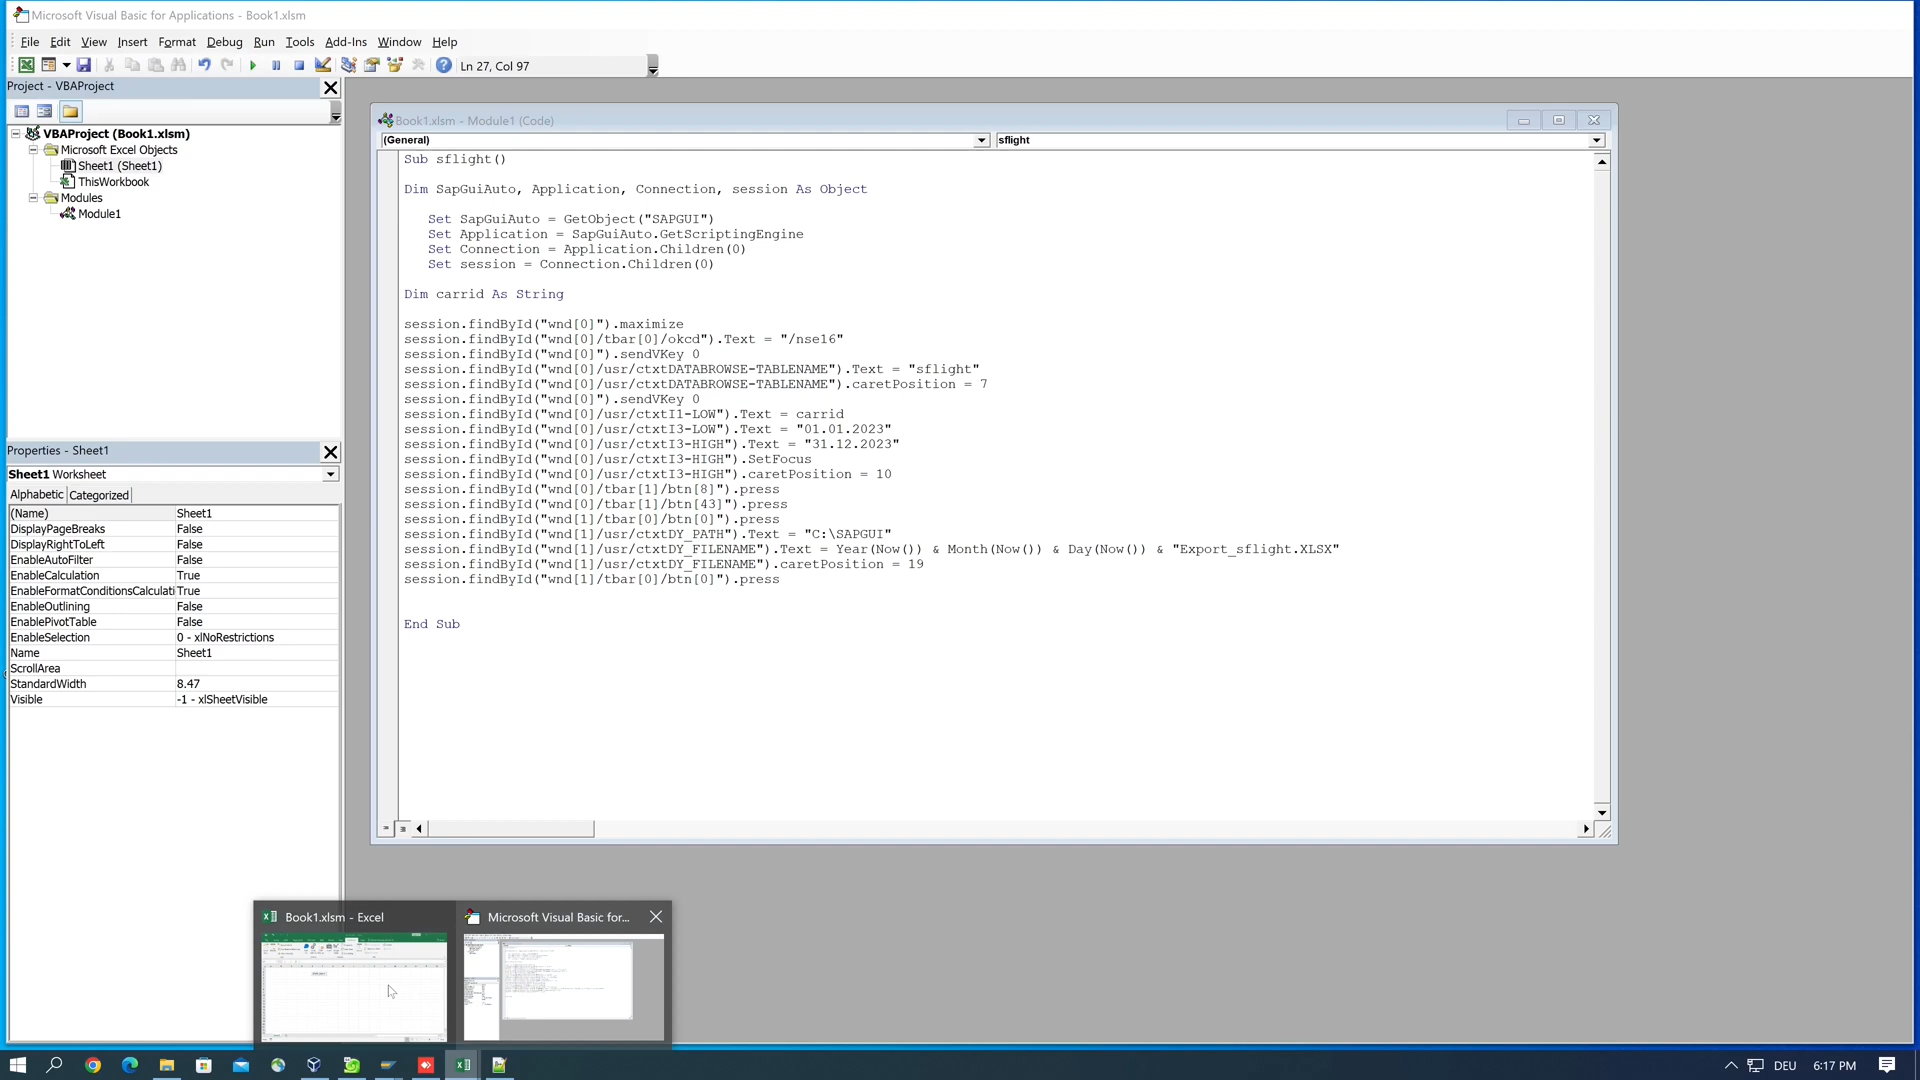 Microsoft Visual Basic for Applications - Book1.xlsm
File Edit View Insert Format Debug Run Tools Add-Ins Window Help
Ln 27, Col 97
Project - VBAProject
VBAProject (Book1.xlsm)
Microsoft Excel Objects
Sheet1 (Sheet1)
ThisWorkbook
Modules
Module1
Properties - Sheet1
Sheet1 Worksheet
Alphabetic Categorized
(Name) Sheet1
DisplayPageBreaks False
DisplayRightToLeft False
EnableAutoFilter False
EnableCalculation True
EnableFormatConditionsCalculati True
EnableOutlining False
EnablePivotTable False
EnableSelection 0 - xlNoRestrictions
Name Sheet1
ScrollArea
StandardWidth 8.47
Visible -1 - xlSheetVisible
Book1.xlsm - Module1 (Code)
(General) sflight
Sub sflight()
Dim SapGuiAuto, Application, Connection, session As Object
Set SapGuiAuto = GetObject("SAPGUI")
Set Application = SapGuiAuto.GetScriptingEngine
Set Connection = Application.Children(0)
Set session = Connection.Children(0)
Dim carrid As String
session.findById("wnd[0]").maximize
session.findById("wnd[0]/tbar[0]/okcd").Text = "/nse16"
session.findById("wnd[0]").sendVKey 0
session.findById("wnd[0]/usr/ctxtDATABROWSE-TABLENAME").Text = "sflight"
session.findById("wnd[0]/usr/ctxtDATABROWSE-TABLENAME").caretPosition = 7
session.findById("wnd[0]").sendVKey 0
session.findById("wnd[0]/usr/ctxtI1-LOW").Text = carrid
session.findById("wnd[0]/usr/ctxtI3-LOW").Text = "01.01.2023"
session.findById("wnd[0]/usr/ctxtI3-HIGH").Text = "31.12.2023"
session.findById("wnd[0]/usr/ctxtI3-HIGH").SetFocus
session.findById("wnd[0]/usr/ctxtI3-HIGH").caretPosition = 10
session.findById("wnd[0]/tbar[1]/btn[8]").press
session.findById("wnd[0]/tbar[1]/btn[43]").press
session.findById("wnd[1]/tbar[0]/btn[0]").press
session.findById("wnd[1]/usr/ctxtDY_PATH").Text = "C:\SAPGUI"
session.findById("wnd[1]/usr/ctxtDY_FILENAME").Text = Year(Now()) & Month(Now()) & Day(Now()) & "Export_sflight.XLSX"
session.findById("wnd[1]/usr/ctxtDY_FILENAME").caretPosition = 19
session.findById("wnd[1]/tbar[0]/btn[0]").press
End Sub
Book1.xlsm - Excel
Microsoft Visual Basic for...
DEU 6:17 PM